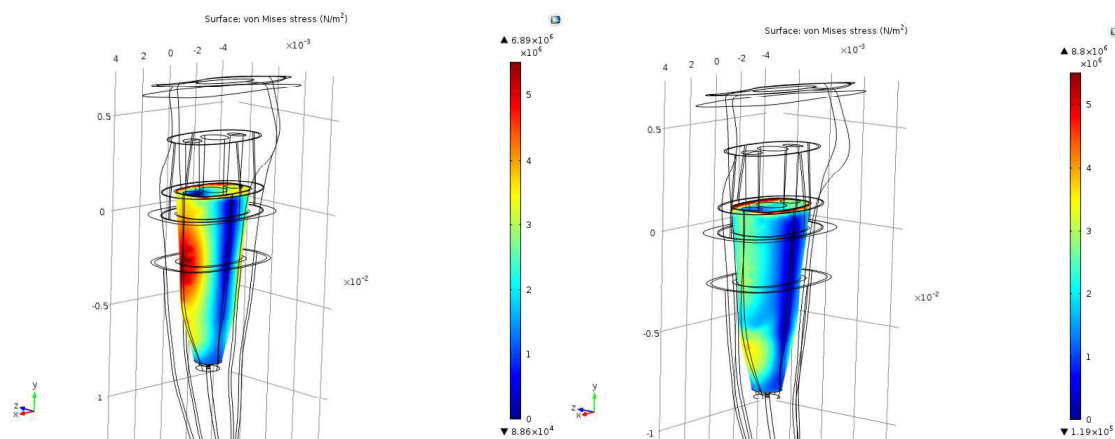 Surface: von Mises stress (N/m²)
4 2 0 -2 -4 ×10⁻³
0.5
0
-0.5
-1
×10⁻²
y
z
x
▲ 6.89×10⁶
×10⁶
5
4
3
2
1
0
▼ 8.86×10⁴
Surface: von Mises stress (N/m²)
4 2 0 -2 -4 ×10⁻³
0.5
0
-0.5
-1
×10⁻²
y
z
x
▲ 8.8×10⁶
×10⁶
5
4
3
2
1
0
▼ 1.19×10⁵